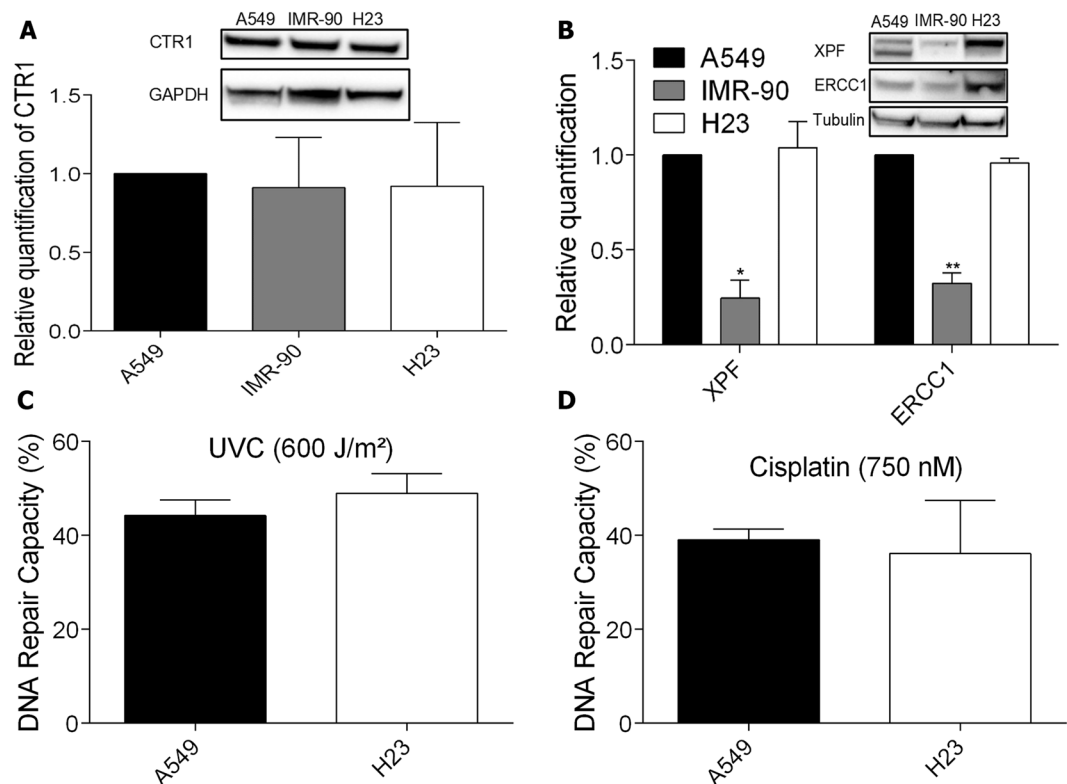 A
A549 IMR-90 H23
CTR1
GAPDH
Relative quantification of CTR1
1.5
1.0
0.5
0.0
A549
IMR-90
H23
B
A549 IMR-90 H23
XPF
ERCC1
Tubulin
A549
IMR-90
H23
Relative quantification
1.5
1.0
0.5
0.0
*
**
XPF
ERCC1
C
UVC (600 J/m²)
DNA Repair Capacity (%)
60
40
20
0
A549
H23
D
Cisplatin (750 nM)
DNA Repair Capacity (%)
60
40
20
0
A549
H23